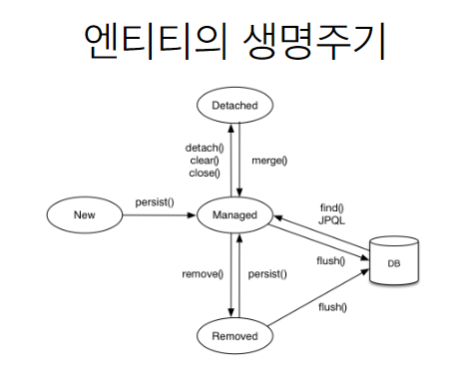 엔티티의 생명주기
Detached
detach()
clear()
close()
merge()
New
persist()
Managed
find()
JPQL
flush()
DB
remove()
persist()
flush()
Removed